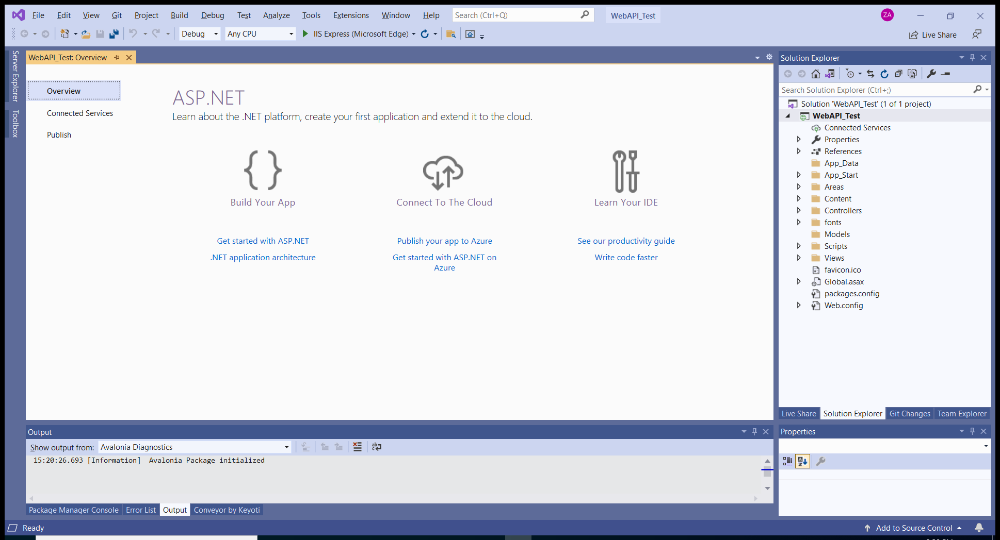 File Edit View Git Project Build Debug Test Analyze Tools Extensions Window Help Search (Ctrl+Q) WebAPI_Test ZA
Debug Any CPU IIS Express (Microsoft Edge) Live Share
Server Explorer
Toolbox
WebAPI_Test: Overview
Overview
Connected Services
Publish
ASP.NET
Learn about the .NET platform, create your first application and extend it to the cloud.
Build Your App
Connect To The Cloud
Learn Your IDE
Get started with ASP.NET
.NET application architecture
Publish your app to Azure
Get started with ASP.NET on
Azure
See our productivity guide
Write code faster
Solution Explorer
Search Solution Explorer (Ctrl+;)
Solution 'WebAPI_Test' (1 of 1 project)
WebAPI_Test
Connected Services
Properties
References
App_Data
App_Start
Areas
Content
Controllers
fonts
Models
Scripts
Views
favicon.ico
Global.asax
packages.config
Web.config
Live Share Solution Explorer Git Changes Team Explorer
Output
Show output from: Avalonia Diagnostics
15:20:26.693 [Information] Avalonia Package initialized
Package Manager Console Error List Output Conveyor by Keyoti
Properties
Ready
Add to Source Control